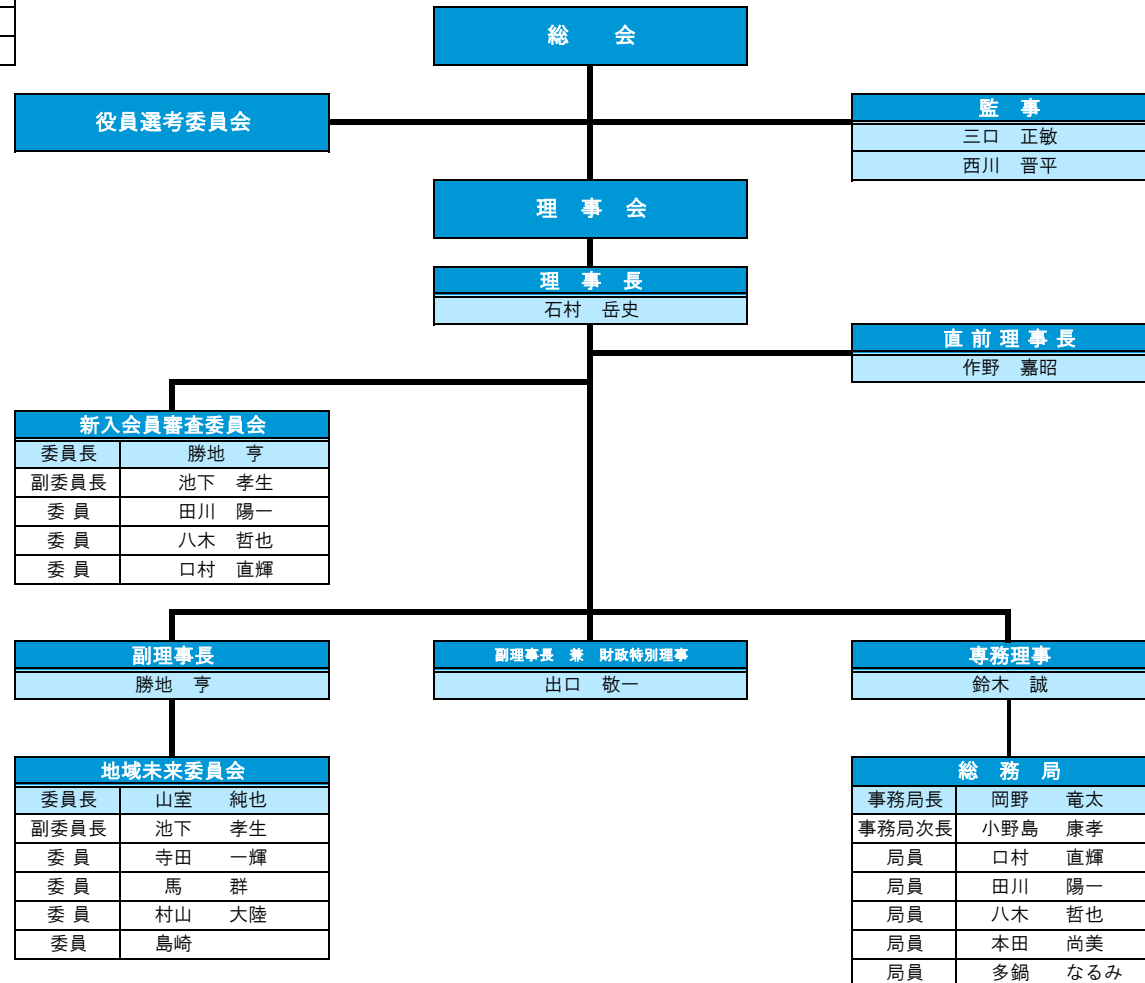 総　会
役員選考委員会
監　事
三口　正敏
西川　晋平
理　事　会
理　事　長
石村　岳史
直 前 理 事 長
作野　嘉昭
新入会員審査委員会
委員長　勝地　亨
副委員長　池下　孝生
委 員　田川　陽一
委 員　八木　哲也
委 員　口村　直輝
副理事長
勝地　亨
副理事長　兼　財政特別理事
出口　敬一
専務理事
鈴木　誠
地域未来委員会
委員長　山室　純也
副委員長　池下　孝生
委 員　寺田　一輝
委 員　馬　群
委 員　村山　大陸
委員　島崎
総　務　局
事務局長　岡野　竜太
事務局次長　小野島　康孝
局員　口村　直輝
局員　田川　陽一
局員　八木　哲也
局員　本田　尚美
局員　多鍋　なるみ